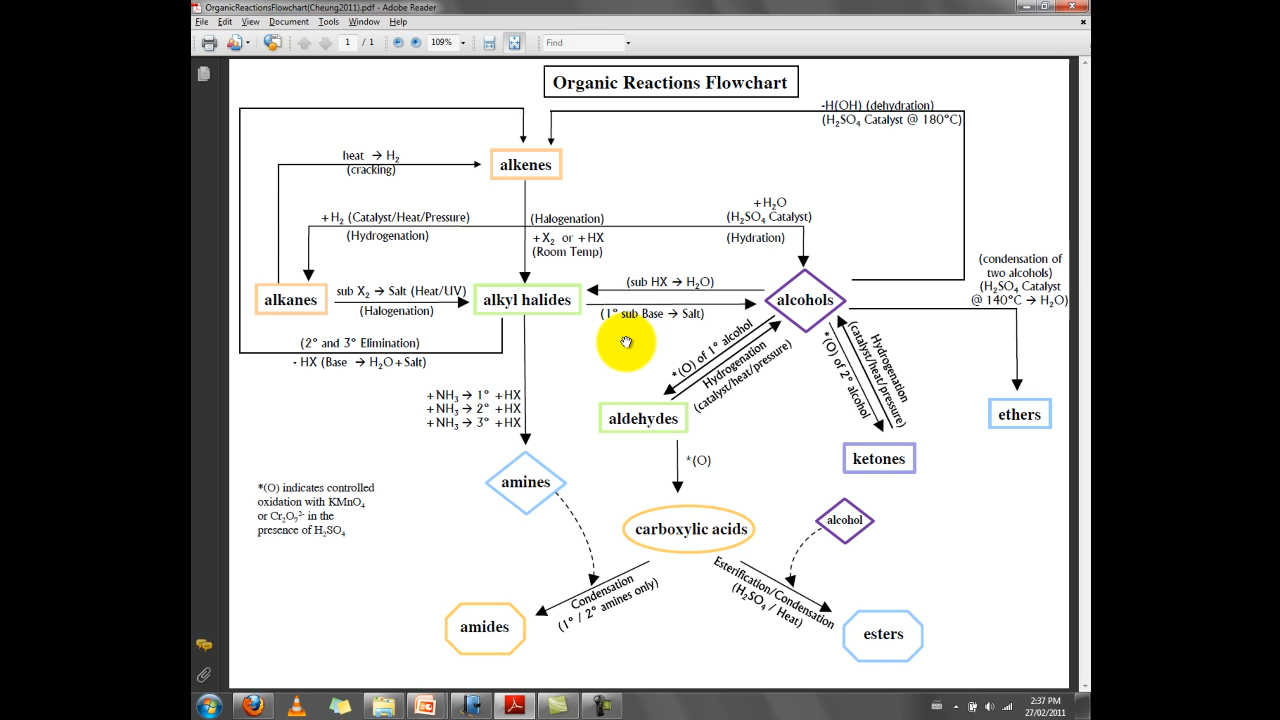 OrganicReactionsFlowchart(Cheung2011).pdf - Adobe Reader
File Edit View Document Tools Window Help
1 / 1 109% Find
Organic Reactions Flowchart
-H(OH) (dehydration)
(H₂SO₄ Catalyst @ 180°C)
heat → H₂
(cracking)
alkenes
+H₂ (Catalyst/Heat/Pressure)
(Hydrogenation)
(Halogenation)
+X₂ or +HX
(Room Temp)
+H₂O
(H₂SO₄ Catalyst)
(Hydration)
(condensation of
two alcohols)
(H₂SO₄ Catalyst
@ 140°C → H₂O)
alkanes
sub X₂ → Salt (Heat/UV)
(Halogenation)
alkyl halides
(sub HX → H₂O)
(1° sub Base → Salt)
alcohols
(2° and 3° Elimination)
- HX (Base → H₂O+Salt)
*(O) of 1° alcohol
Hydrogenation
(catalyst/heat/pressure)
*(O) of 2° alcohol
Hydrogenation
(catalyst/heat/pressure)
+NH₃ → 1° +HX
+NH₃ → 2° +HX
+NH₃ → 3° +HX
aldehydes
ethers
*(O)
ketones
amines
*(O) indicates controlled
oxidation with KMnO₄
or Cr₂O₇²⁻ in the
presence of H₂SO₄
carboxylic acids
alcohol
Condensation
(1° / 2° amines only)
Esterification/Condensation
(H₂SO₄ / Heat)
amides
esters
2:37 PM
27/02/2011